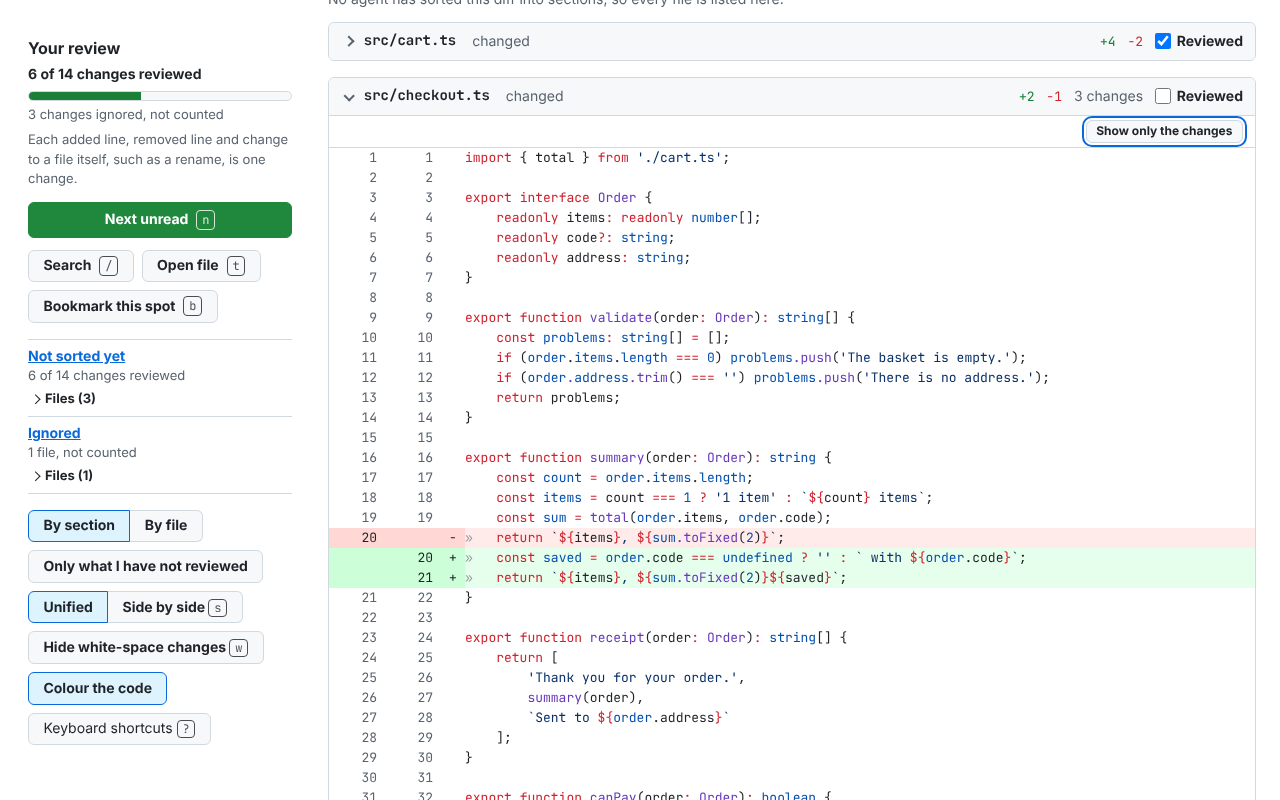 Your review
6 of 14 changes reviewed
3 changes ignored, not counted
Each added line, removed line and change
to a file itself, such as a rename, is one
change.
Next unread n
Search /
Open file t
Bookmark this spot b
Not sorted yet
6 of 14 changes reviewed
Files (3)
Ignored
1 file, not counted
Files (1)
By section
By file
Only what I have not reviewed
Unified
Side by side s
Hide white-space changes w
Colour the code
Keyboard shortcuts ?
No agent has sorted this diff into sections, so every file is listed here.
src/cart.ts changed +4 -2 Reviewed
src/checkout.ts changed +2 -1 3 changes Reviewed
Show only the changes
1 1 import { total } from './cart.ts';
2 2
3 3 export interface Order {
4 4 readonly items: readonly number[];
5 5 readonly code?: string;
6 6 readonly address: string;
7 7 }
8 8
9 9 export function validate(order: Order): string[] {
10 10 const problems: string[] = [];
11 11 if (order.items.length === 0) problems.push('The basket is empty.');
12 12 if (order.address.trim() === '') problems.push('There is no address.');
13 13 return problems;
14 14 }
15 15
16 16 export function summary(order: Order): string {
17 17 const count = order.items.length;
18 18 const items = count === 1 ? '1 item' : `${count} items`;
19 19 const sum = total(order.items, order.code);
20 - » return `${items}, ${sum.toFixed(2)}`;
20 + » const saved = order.code === undefined ? '' : ` with ${order.code}`;
21 + » return `${items}, ${sum.toFixed(2)}${saved}`;
21 22 }
22 23
23 24 export function receipt(order: Order): string[] {
24 25 return [
25 26 'Thank you for your order.',
26 27 summary(order),
27 28 `Sent to ${order.address}`
28 29 ];
29 30 }
30 31
31 32 export function canPay(order: Order): boolean {